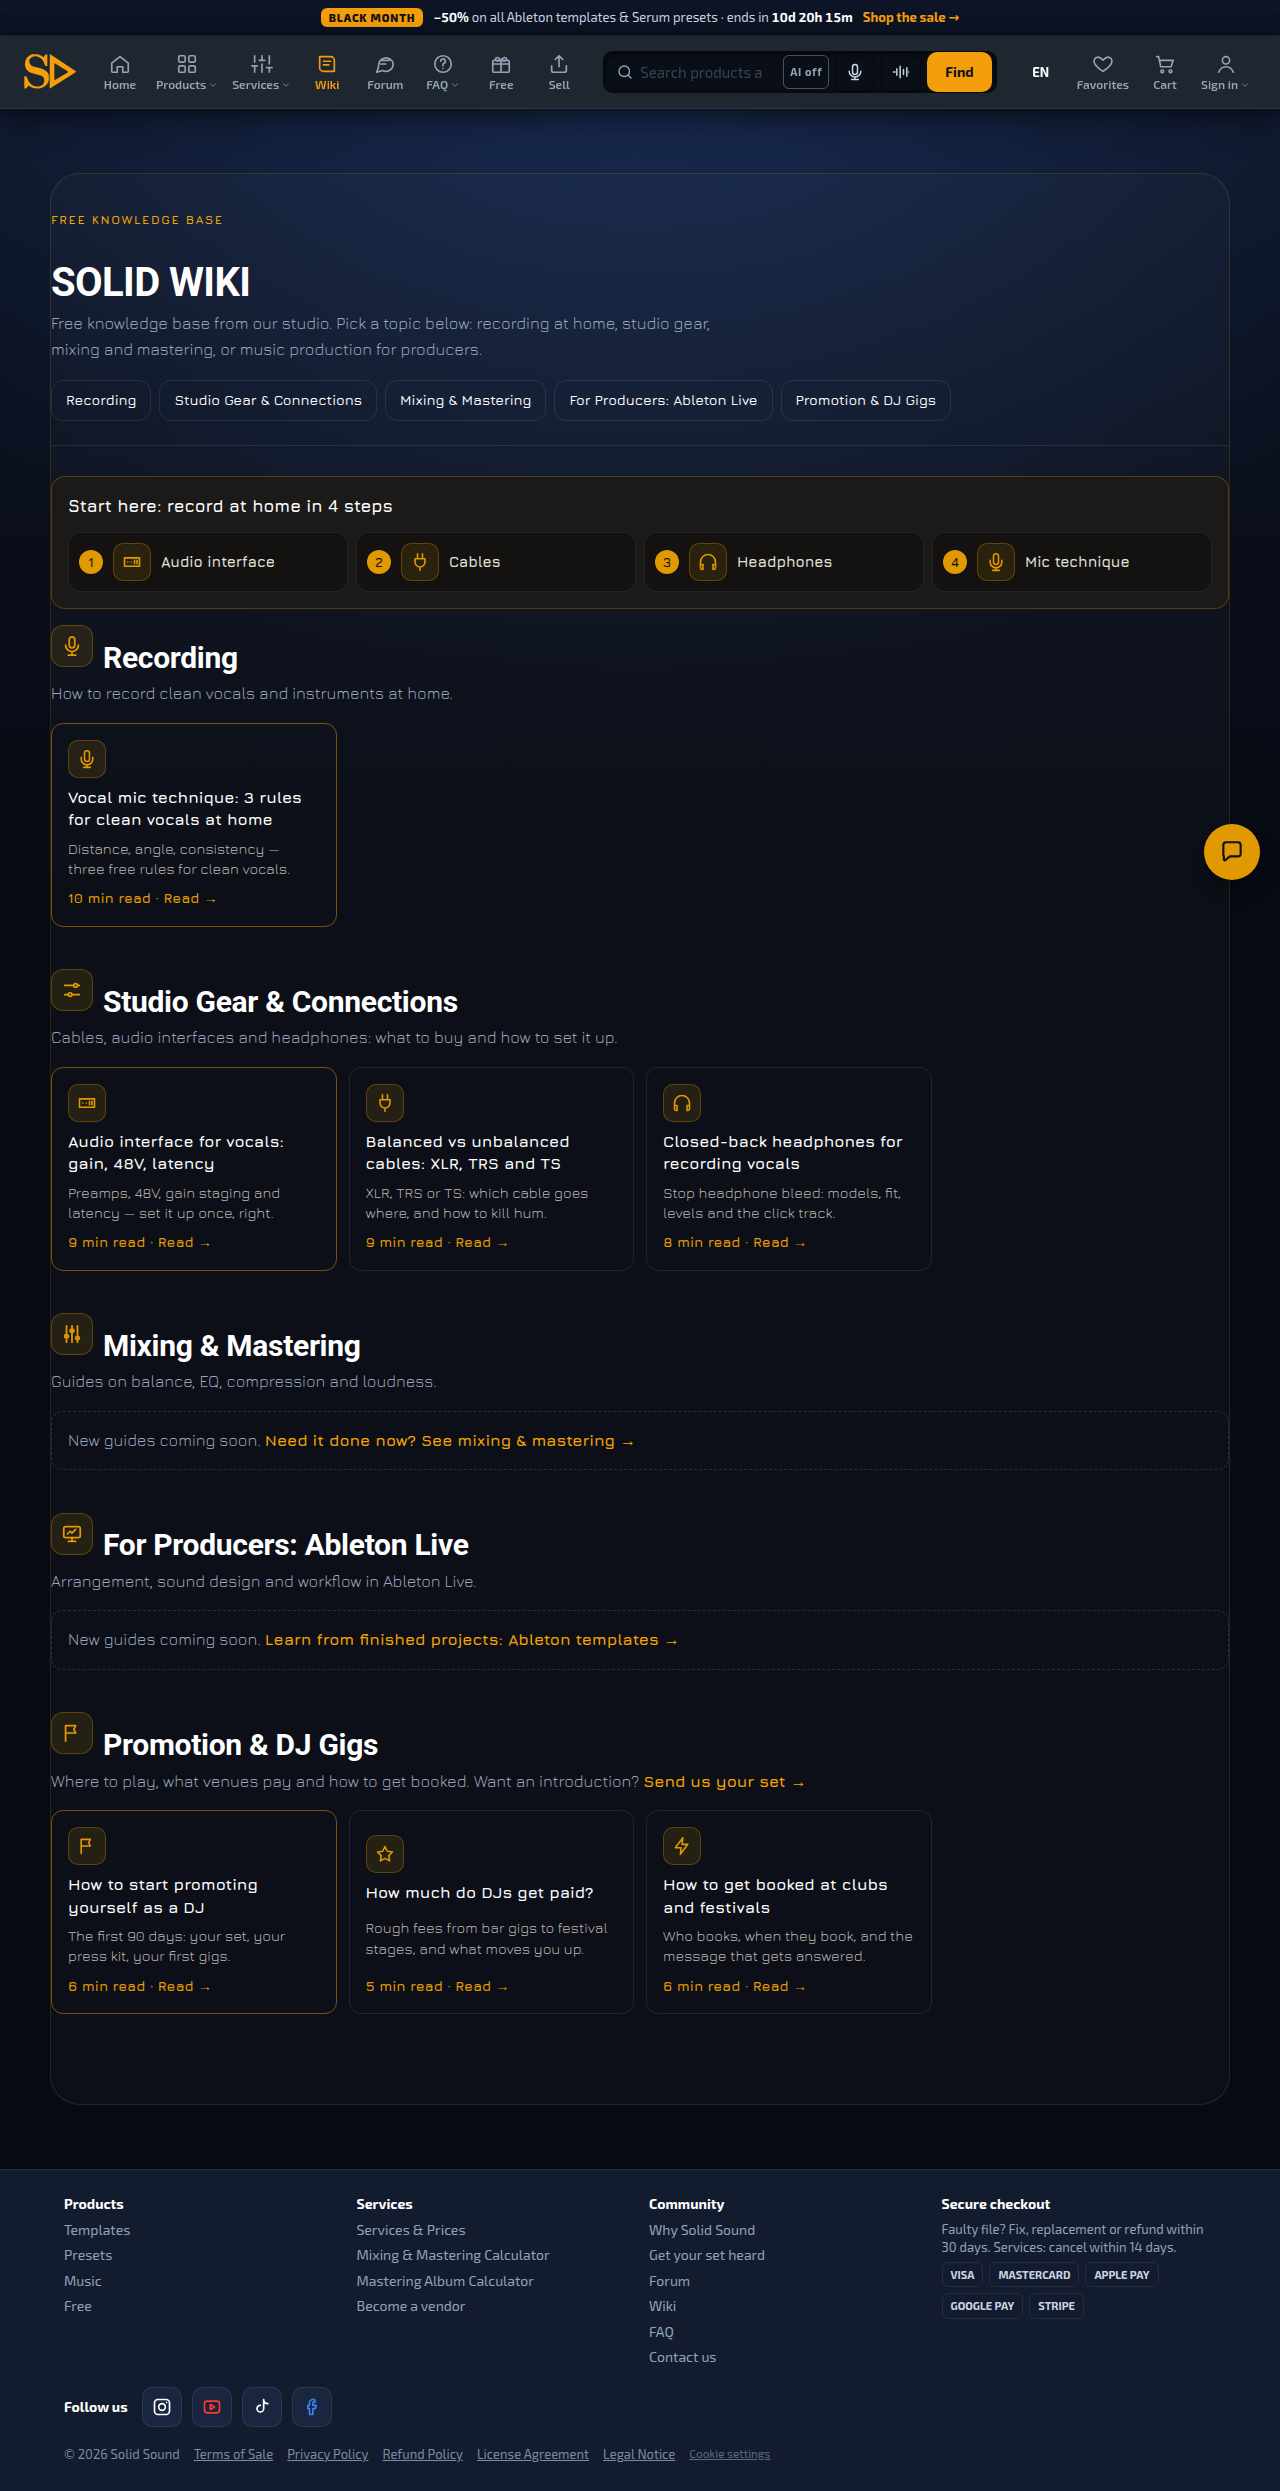 BLACK MONTH −50% on all Ableton templates & Serum presets · ends in 10d 20h 15m Shop the sale →
SD
Home
Products
Services
Wiki
Forum
FAQ
Free
Sell
Search products a
AI off
Find
EN
Favorites
Cart
Sign in
FREE KNOWLEDGE BASE
SOLID WIKI
Free knowledge base from our studio. Pick a topic below: recording at home, studio gear,
mixing and mastering, or music production for producers.
Recording
Studio Gear & Connections
Mixing & Mastering
For Producers: Ableton Live
Promotion & DJ Gigs
Start here: record at home in 4 steps
1 Audio interface
2 Cables
3 Headphones
4 Mic technique
Recording
How to record clean vocals and instruments at home.
Vocal mic technique: 3 rules
for clean vocals at home
Distance, angle, consistency —
three free rules for clean vocals.
10 min read · Read →
Studio Gear & Connections
Cables, audio interfaces and headphones: what to buy and how to set it up.
Audio interface for vocals:
gain, 48V, latency
Preamps, 48V, gain staging and
latency — set it up once, right.
9 min read · Read →
Balanced vs unbalanced
cables: XLR, TRS and TS
XLR, TRS or TS: which cable goes
where, and how to kill hum.
9 min read · Read →
Closed-back headphones for
recording vocals
Stop headphone bleed: models, fit,
levels and the click track.
8 min read · Read →
Mixing & Mastering
Guides on balance, EQ, compression and loudness.
New guides coming soon. Need it done now? See mixing & mastering →
For Producers: Ableton Live
Arrangement, sound design and workflow in Ableton Live.
New guides coming soon. Learn from finished projects: Ableton templates →
Promotion & DJ Gigs
Where to play, what venues pay and how to get booked. Want an introduction? Send us your set →
How to start promoting
yourself as a DJ
The first 90 days: your set, your
press kit, your first gigs.
6 min read · Read →
How much do DJs get paid?
Rough fees from bar gigs to festival
stages, and what moves you up.
5 min read · Read →
How to get booked at clubs
and festivals
Who books, when they book, and the
message that gets answered.
6 min read · Read →
Products
Templates
Presets
Music
Free
Services
Services & Prices
Mixing & Mastering Calculator
Mastering Album Calculator
Become a vendor
Community
Why Solid Sound
Get your set heard
Forum
Wiki
FAQ
Contact us
Secure checkout
Faulty file? Fix, replacement or refund within
30 days. Services: cancel within 14 days.
VISA MASTERCARD APPLE PAY
GOOGLE PAY STRIPE
Follow us
© 2026 Solid Sound Terms of Sale Privacy Policy Refund Policy License Agreement Legal Notice Cookie settings